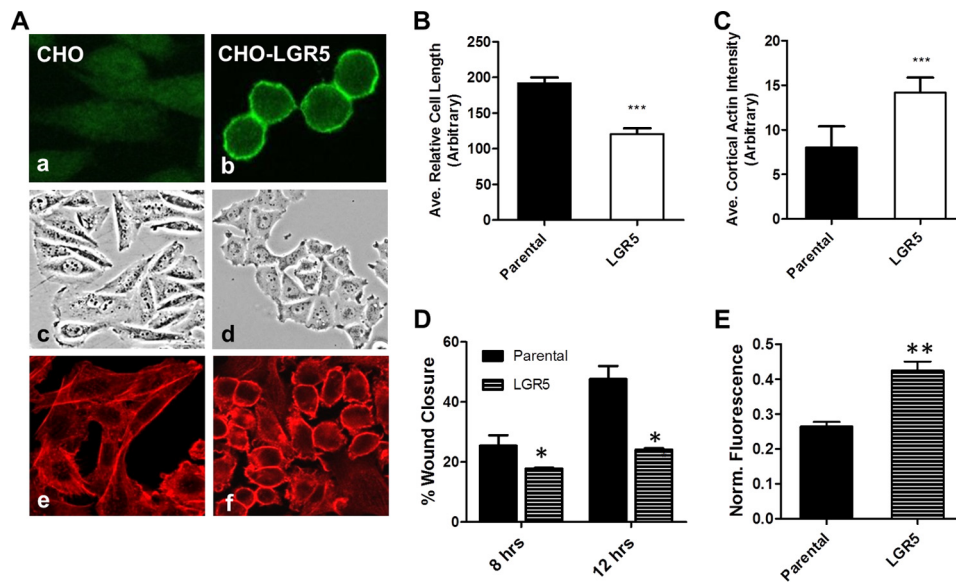 A
CHO
CHO-LGR5
a
b
c
d
e
f
B
Ave. Relative Cell Length
(Arbitrary)
250
200
150
100
50
0
Parental
LGR5
***
C
Ave. Cortical Actin Intensity
(Arbitrary)
20
15
10
5
0
Parental
LGR5
***
D
% Wound Closure
60
40
20
0
Parental
LGR5
*
*
8 hrs
12 hrs
E
Norm. Fluorescence
0.5
0.4
0.3
0.2
0.1
0.0
**
Parental
LGR5